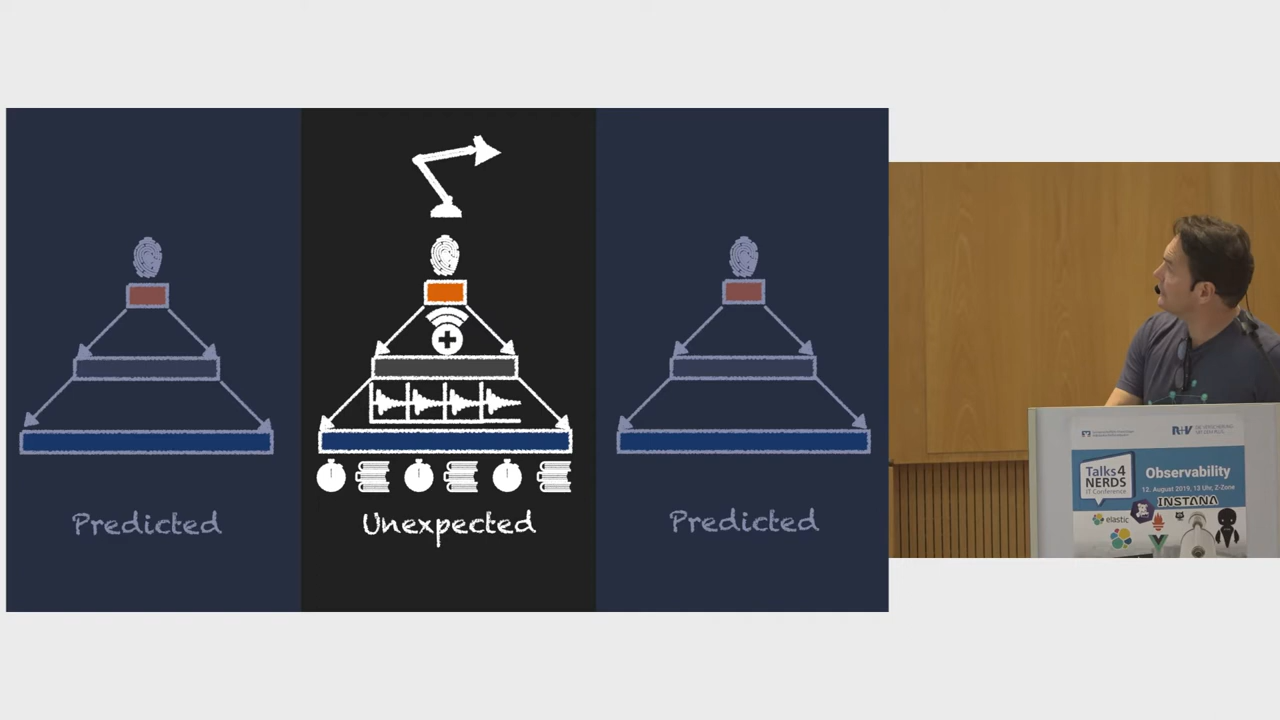 Predicted
Unexpected
Predicted
R+V
Talks4
NERDS
IT Conference
Observability
12. August 2019, 13 Uhr, Z-Zone
INSTANA
elastic